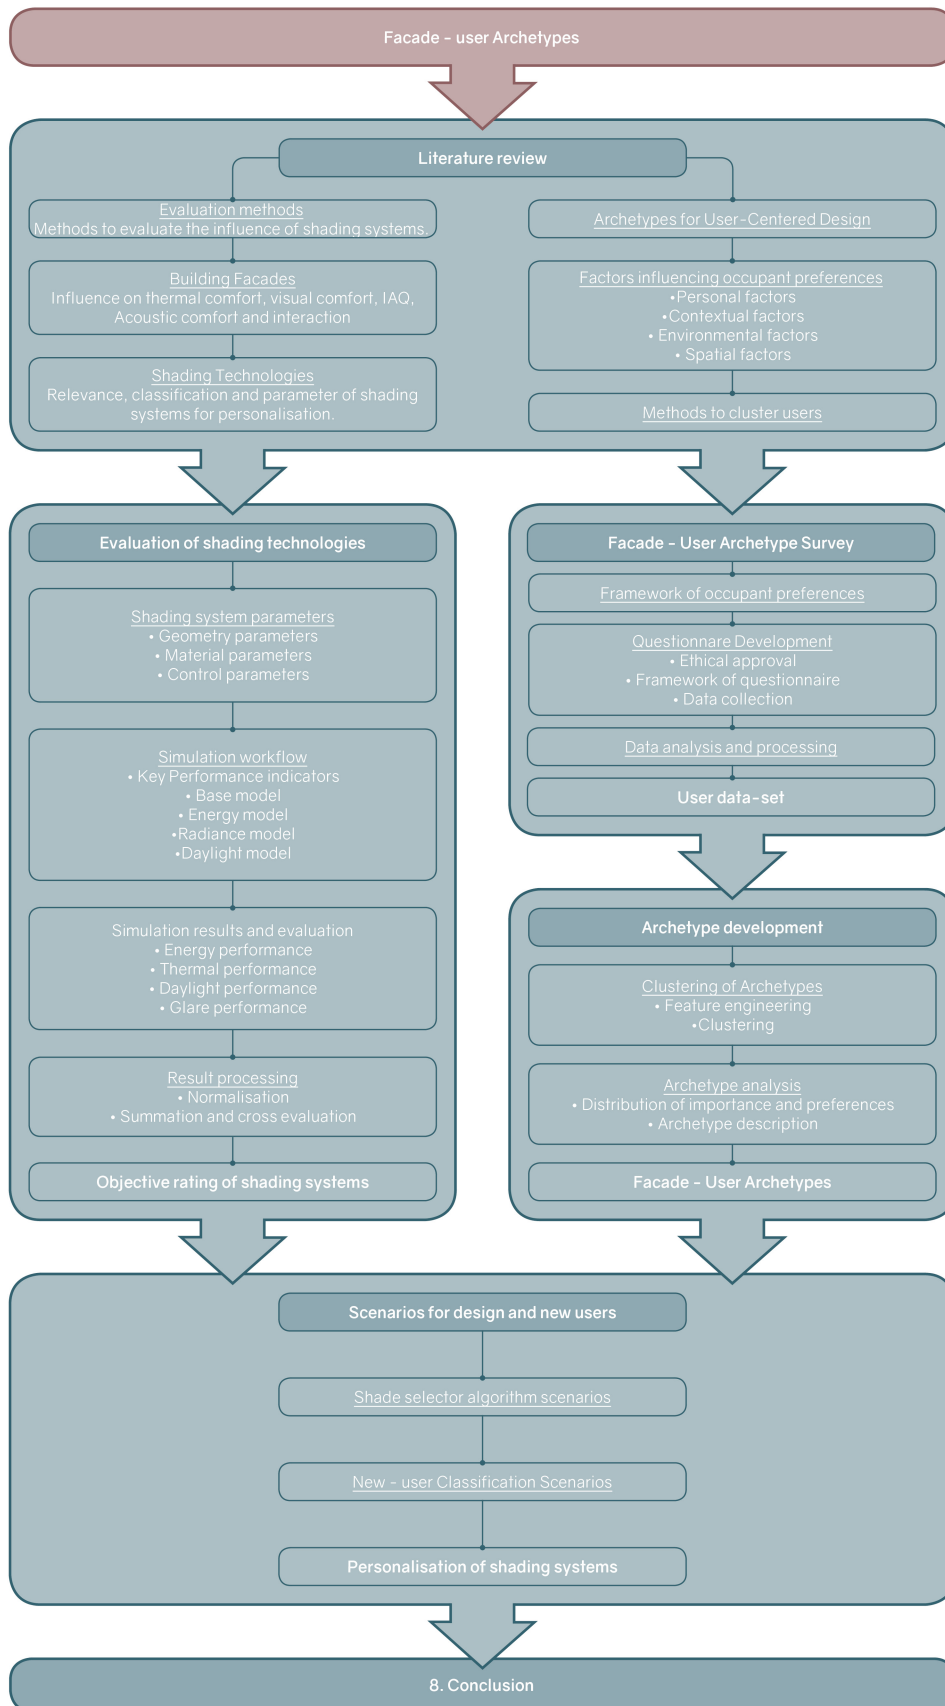 Facade - user Archetypes
Literature review
Evaluation methods
Methods to evaluate the influence of shading systems.
Building Facades
Influence on thermal comfort, visual comfort, IAQ,
Acoustic comfort and interaction
Shading Technologies
Relevance, classification and parameter of shading
systems for personalisation.
Archetypes for User-Centered Design
Factors influencing occupant preferences
•Personal factors
•Contextual factors
• Environmental factors
• Spatial factors
Methods to cluster users
Evaluation of shading technologies
Shading system parameters
• Geometry parameters
• Material parameters
• Control parameters
Simulation workflow
• Key Performance indicators
• Base model
• Energy model
•Radiance model
•Daylight model
Simulation results and evaluation
• Energy performance
• Thermal performance
• Daylight performance
• Glare performance
Result processing
• Normalisation
• Summation and cross evaluation
Objective rating of shading systems
Facade - User Archetype Survey
Framework of occupant preferences
Questionnare Development
• Ethical approval
• Framework of questionnaire
• Data collection
Data analysis and processing
User data-set
Archetype development
Clustering of Archetypes
• Feature engineering
•Clustering
Archetype analysis
• Distribution of importance and preferences
• Archetype description
Facade - User Archetypes
Scenarios for design and new users
Shade selector algorithm scenarios
New - user Classification Scenarios
Personalisation of shading systems
8. Conclusion